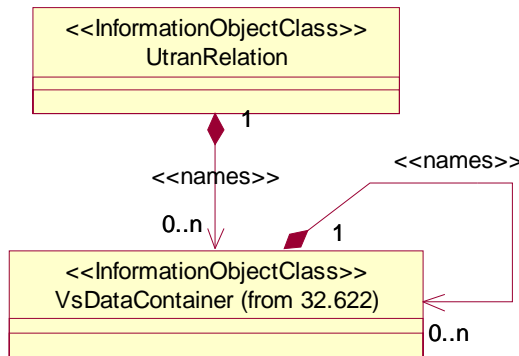 <<InformationObjectClass>>
UtranRelation
1
<<names>>
<<names>>
0..n
1
<<InformationObjectClass>>
VsDataContainer (from 32.622)
0..n